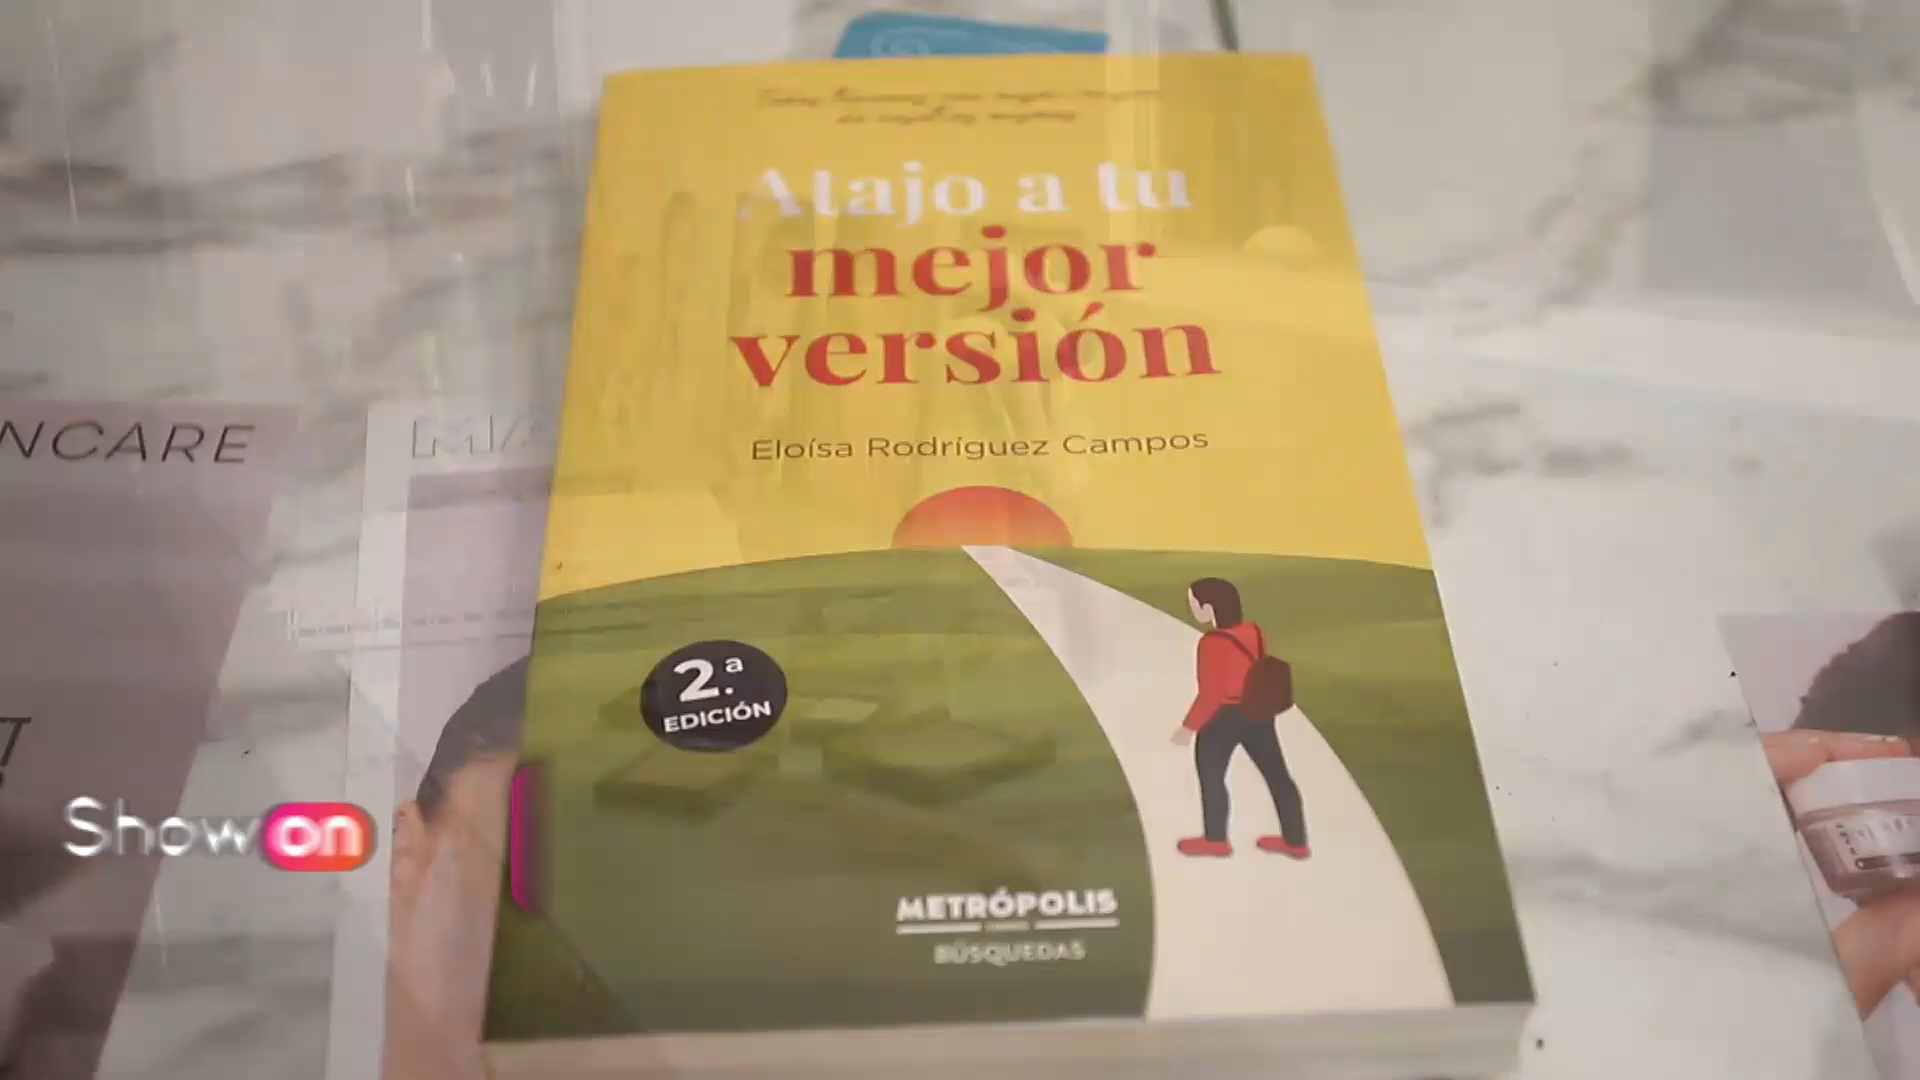 Atajo a tu
mejor
versión
Eloísa Rodríguez Campos
2.ª
EDICIÓN
METRÓPOLIS
BÚSQUEDAS
NCARE
Show on